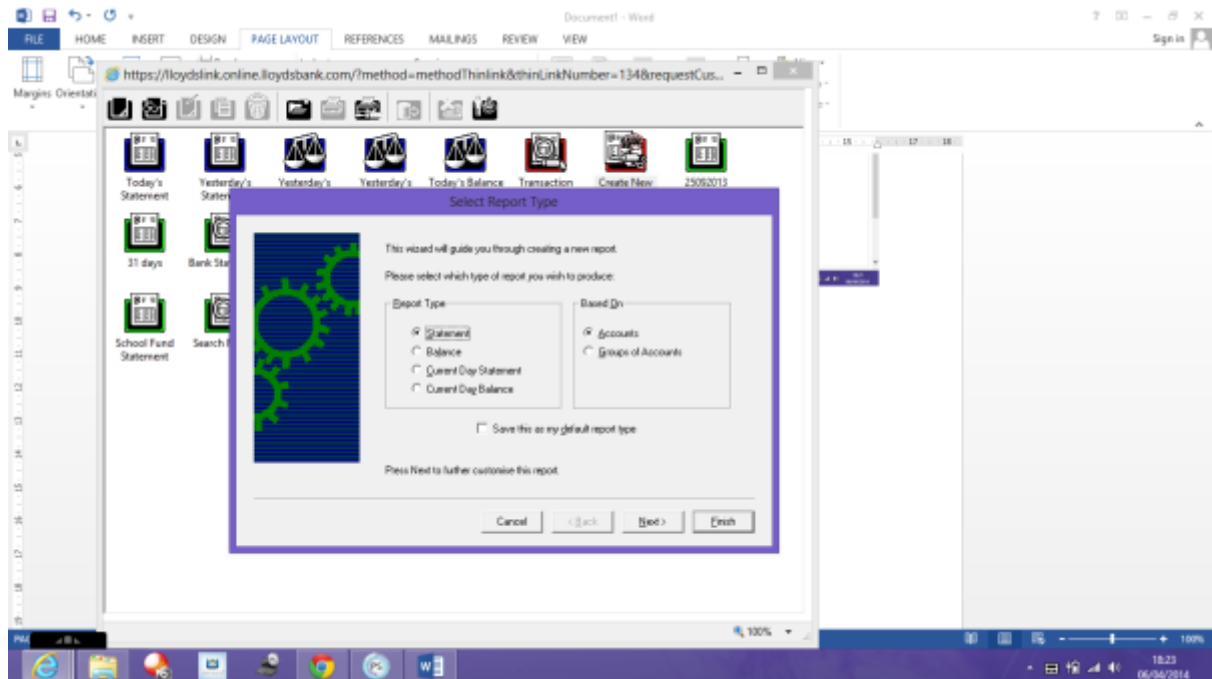 Document1 - Word
FILE HOME INSERT DESIGN PAGE LAYOUT REFERENCES MAILINGS REVIEW VIEW Sign in
https://lloydslink.online.lloydsbank.com/?method=methodThinlink&thinLinkNumber=134&requestCus...
Margins
Today's Statement
Yesterday's
Yesterday's
Yesterday's
Today's Balance
Transaction
Create New
25092013
Select Report Type
31 days
School Fund Statement
This wizard will guide you through creating a new report.
Please select which type of report you wish to produce:
Report Type
Statement
Balance
Current Day Statement
Current Day Balance
Based On
Accounts
Groups of Accounts
Save this as my default report type
Press Next to further customise this report.
Cancel < Back Next > Finish
100%
100%
18:23
06/04/2014